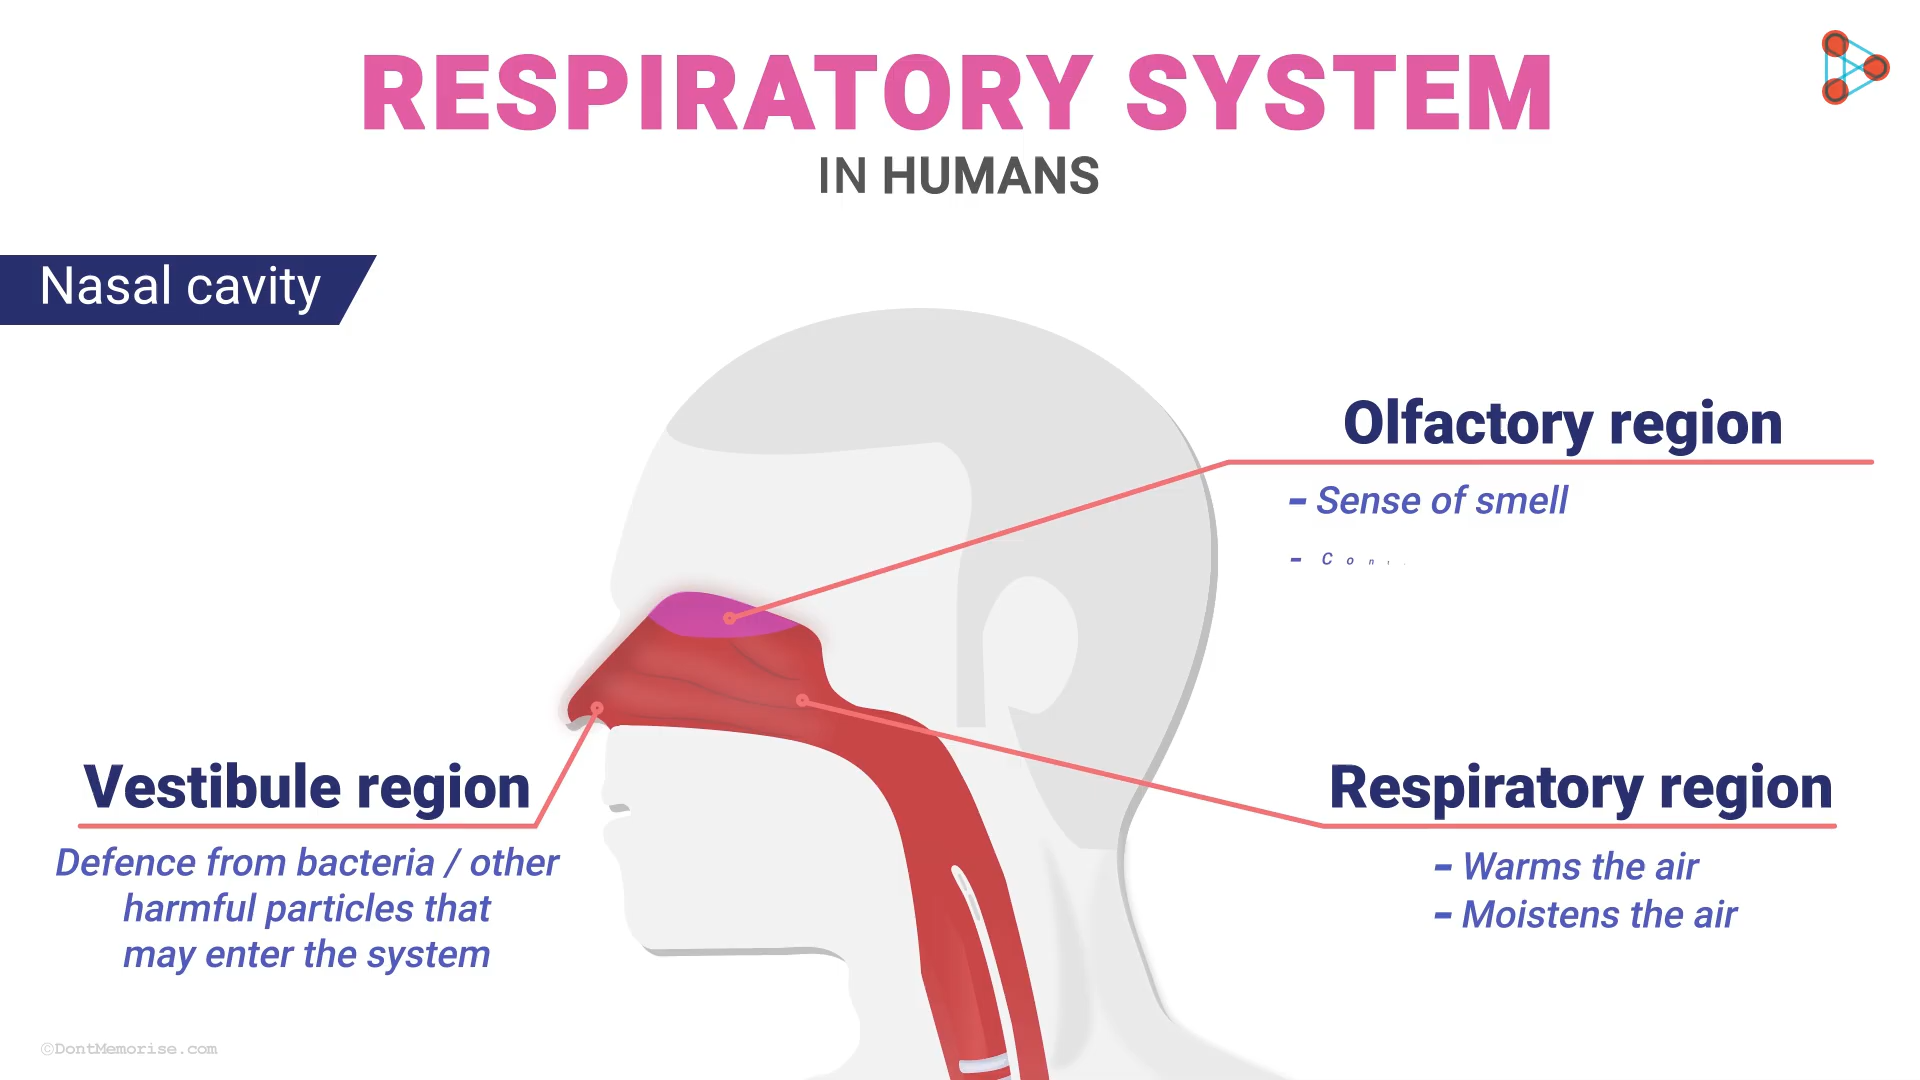 RESPIRATORY SYSTEM
IN HUMANS
Nasal cavity
Olfactory region
- Sense of smell
- Con
Vestibule region
Defence from bacteria / other
harmful particles that
may enter the system
Respiratory region
- Warms the air
- Moistens the air
©DontMemorise.com